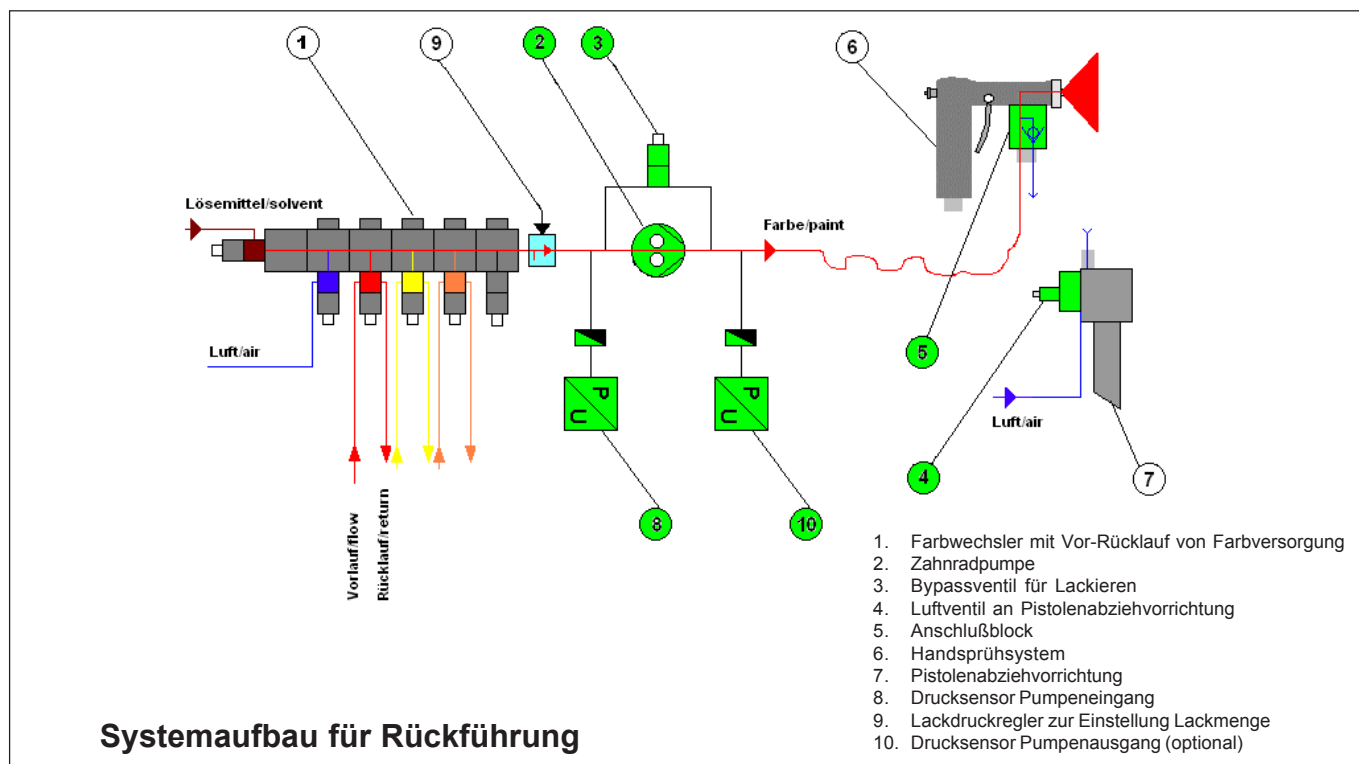 1
9
2
3
6
Lösemittel/solvent
Farbe/paint
Luft/air
5
P
U
P
U
Luft/air
4
7
8
10
Vorlauf/flow
Rücklauf/return
1. Farbwechsler mit Vor-Rücklauf von Farbversorgung
2. Zahnradpumpe
3. Bypassventil für Lackieren
4. Luftventil an Pistolenabziehvorrichtung
5. Anschlußblock
6. Handsprühsystem
7. Pistolenabziehvorrichtung
8. Drucksensor Pumpeneingang
9. Lackdruckregler zur Einstellung Lackmenge
10. Drucksensor Pumpenausgang (optional)
Systemaufbau für Rückführung